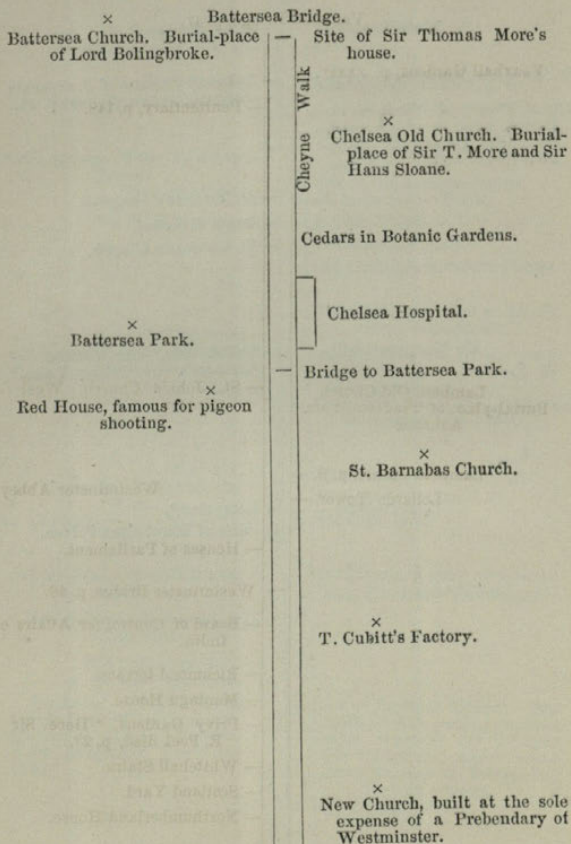 Battersea Bridge.
Battersea Church. Burial-place
of Lord Bolingbroke.
Site of Sir Thomas More's
house.
Cheyne Walk
Chelsea Old Church. Burial-
place of Sir T. More and Sir
Hans Sloane.
Cedars in Botanic Gardens.
Chelsea Hospital.
Battersea Park.
Bridge to Battersea Park.
Red House, famous for pigeon
shooting.
St. Barnabas Church.
T. Cubitt's Factory.
New Church, built at the sole
expense of a Prebendary of
Westminster.